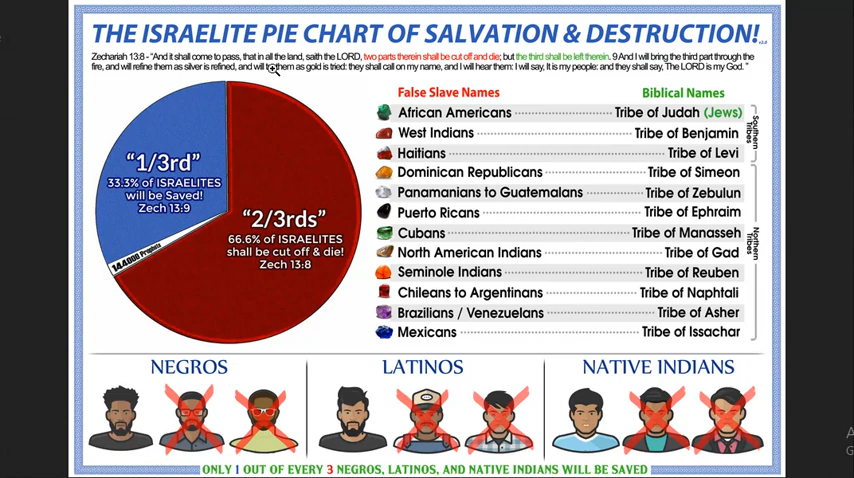 THE ISRAELITE PIE CHART OF SALVATION & DESTRUCTION! v2.0
Zechariah 13:8 - "And it shall come to pass, that in all the land, saith the LORD, two parts therein shall be cut off and die; but the third shall be left therein. 9 And I will bring the third part through the
fire, and will refine them as silver is refined, and will try them as gold is tried: they shall call on my name, and I will hear them: I will say, It is my people: and they shall say, The LORD is my God. "
False Slave Names Biblical Names
African Americans Tribe of Judah (Jews)
West Indians Tribe of Benjamin
Haitians Tribe of Levi
Southern Tribes
Dominican Republicans Tribe of Simeon
Panamanians to Guatemalans Tribe of Zebulun
Puerto Ricans Tribe of Ephraim
Cubans Tribe of Manasseh
North American Indians Tribe of Gad
Seminole Indians Tribe of Reuben
Chileans to Argentinans Tribe of Naphtali
Brazilians / Venezuelans Tribe of Asher
Mexicans Tribe of Issachar
Northern Tribes
"1/3rd"
33.3% of ISRAELITES
will be Saved!
Zech 13:9
144,000 Prophets
"2/3rds"
66.6% of ISRAELITES
shall be cut off & die!
Zech 13:8
NEGROS LATINOS NATIVE INDIANS
ONLY 1 OUT OF EVERY 3 NEGROS, LATINOS, AND NATIVE INDIANS WILL BE SAVED